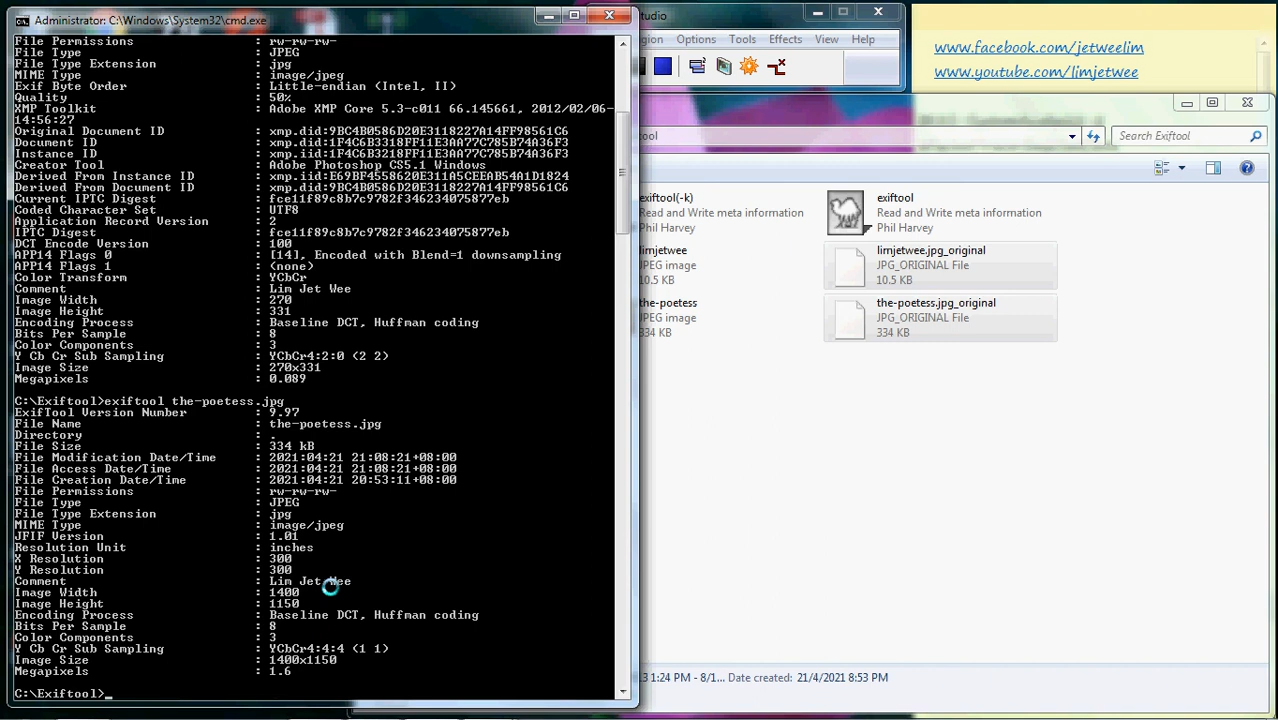 Administrator: C:\Windows\System32\cmd.exe
File Permissions : rw-rw-rw-
File Type : JPEG
File Type Extension : jpg
MIME Type : image/jpeg
Exif Byte Order : Little-endian (Intel, II)
Quality : 50%
XMP Toolkit : Adobe XMP Core 5.3-c011 66.145661, 2012/02/06-
14:56:27
Original Document ID : xmp.did:9BC4B0586D20E3118227A14FF98561C6
Document ID : xmp.did:1F4C6B3318FF11E3AA77C785B74A36F3
Instance ID : xmp.iid:1F4C6B3218FF11E3AA77C785B74A36F3
Creator Tool : Adobe Photoshop CS5.1 Windows
Derived From Instance ID : xmp.iid:E69BF4558620E311A5CEEAB54A1D1824
Derived From Document ID : xmp.did:9BC4B0586D20E3118227A14FF98561C6
Current IPTC Digest : fce11f89c8b7c9782f346234075877eb
Coded Character Set : UTF8
Application Record Version : 2
IPTC Digest : fce11f89c8b7c9782f346234075877eb
DCT Encode Version : 100
APP14 Flags 0 : [14], Encoded with Blend=1 downsampling
APP14 Flags 1 : (none)
Color Transform : YCbCr
Comment : Lim Jet Wee
Image Width : 270
Image Height : 331
Encoding Process : Baseline DCT, Huffman coding
Bits Per Sample : 8
Color Components : 3
Y Cb Cr Sub Sampling : YCbCr4:2:0 (2 2)
Image Size : 270x331
Megapixels : 0.089
C:\Exiftool>exiftool the-poetess.jpg
ExifTool Version Number : 9.97
File Name : the-poetess.jpg
Directory : .
File Size : 334 kB
File Modification Date/Time : 2021:04:21 21:08:21+08:00
File Access Date/Time : 2021:04:21 21:08:21+08:00
File Creation Date/Time : 2021:04:21 20:53:11+08:00
File Permissions : rw-rw-rw-
File Type : JPEG
File Type Extension : jpg
MIME Type : image/jpeg
JFIF Version : 1.01
Resolution Unit : inches
X Resolution : 300
Y Resolution : 300
Comment : Lim Jet Wee
Image Width : 1400
Image Height : 1150
Encoding Process : Baseline DCT, Huffman coding
Bits Per Sample : 8
Color Components : 3
Y Cb Cr Sub Sampling : YCbCr4:4:4 (1 1)
Image Size : 1400x1150
Megapixels : 1.6
C:\Exiftool>_
tudio
gion Options Tools Effects View Help
www.facebook.com/jetweelim
www.youtube.com/limjetwee
tool
Search Exiftool
exiftool(-k)
Read and Write meta information
Phil Harvey
exiftool
Read and Write meta information
Phil Harvey
limjetwee
JPEG image
10.5 KB
limjetwee.jpg_original
JPG_ORIGINAL File
10.5 KB
the-poetess
JPEG image
334 KB
the-poetess.jpg_original
JPG_ORIGINAL File
334 KB
13 1:24 PM - 8/1... Date created: 21/4/2021 8:53 PM